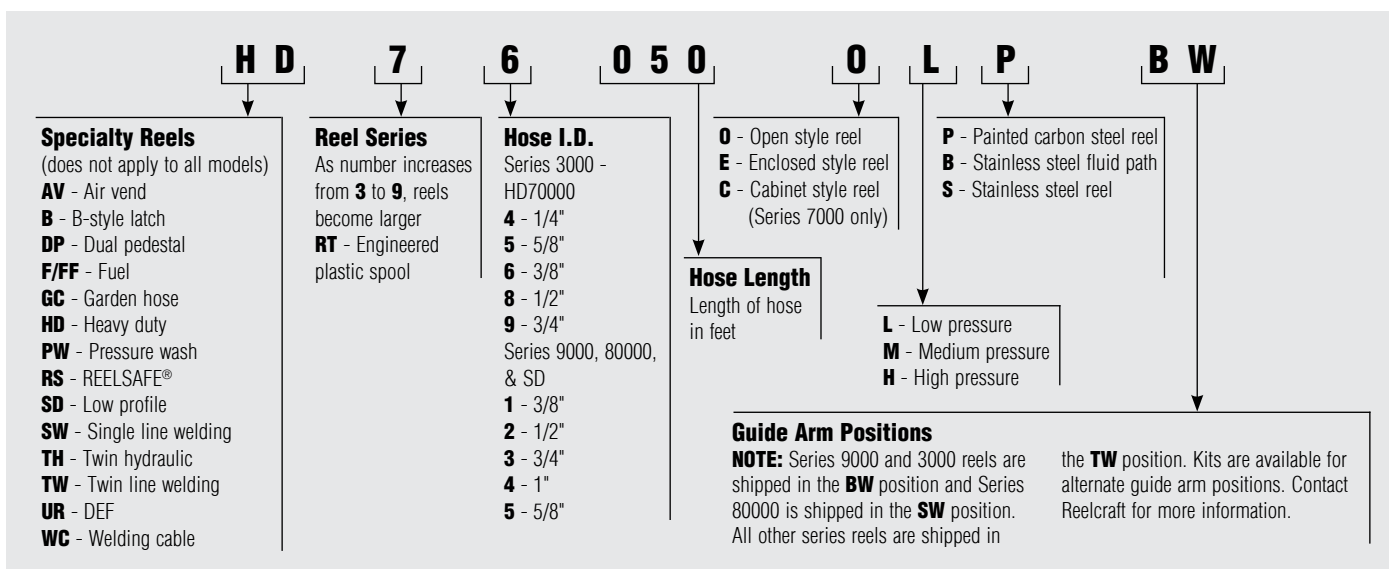 HD 7 6 050 O L P BW
Specialty Reels
(does not apply to all models)
AV - Air vend
B - B-style latch
DP - Dual pedestal
F/FF - Fuel
GC - Garden hose
HD - Heavy duty
PW - Pressure wash
RS - REELSAFE®
SD - Low profile
SW - Single line welding
TH - Twin hydraulic
TW - Twin line welding
UR - DEF
WC - Welding cable
Reel Series
As number increases
from 3 to 9, reels
become larger
RT - Engineered
plastic spool
Hose I.D.
Series 3000 -
HD70000
4 - 1/4"
5 - 5/8"
6 - 3/8"
8 - 1/2"
9 - 3/4"
Series 9000, 80000,
& SD
1 - 3/8"
2 - 1/2"
3 - 3/4"
4 - 1"
5 - 5/8"
Hose Length
Length of hose
in feet
O - Open style reel
E - Enclosed style reel
C - Cabinet style reel
(Series 7000 only)
L - Low pressure
M - Medium pressure
H - High pressure
P - Painted carbon steel reel
B - Stainless steel fluid path
S - Stainless steel reel
Guide Arm Positions
NOTE: Series 9000 and 3000 reels are
shipped in the BW position and Series
80000 is shipped in the SW position.
All other series reels are shipped in
the TW position. Kits are available for
alternate guide arm positions. Contact
Reelcraft for more information.